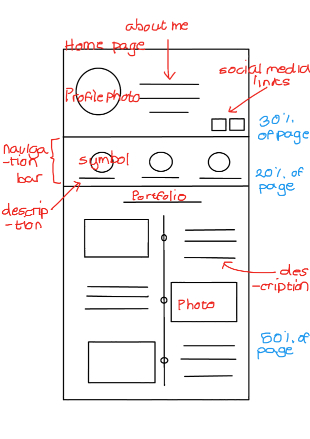 about me
Home page
social media
links
Profile photo
30% 
of page
naviga
-tion
bar
symbol
20% of
page
descrip
-tion
Portfolio
des
-cription
Photo
50% of
page